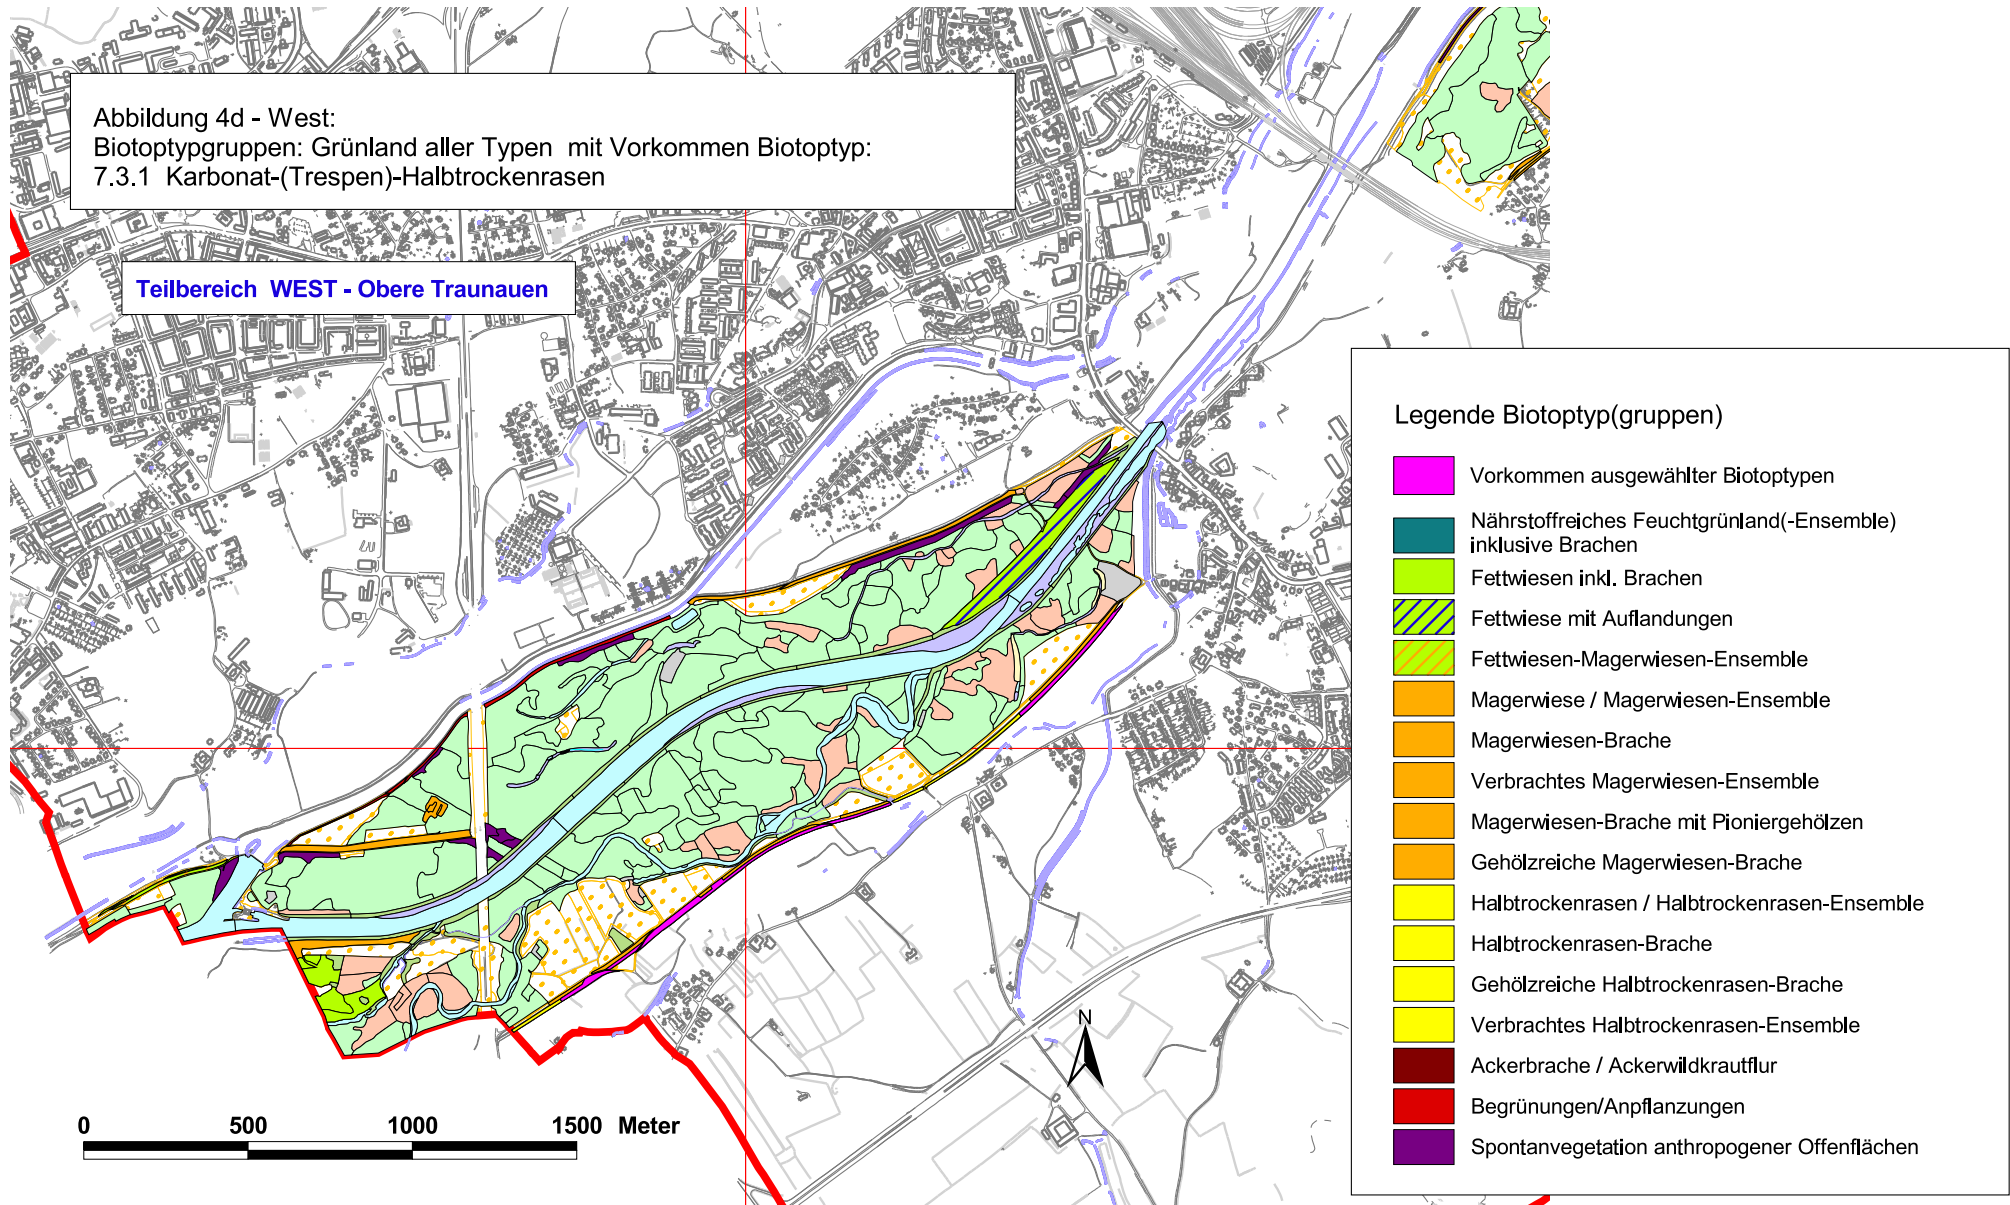 Abbildung 4d - West:
Biotoptypgruppen: Grünland aller Typen  mit Vorkommen Biotoptyp:
7.3.1  Karbonat-(Trespen)-Halbtrockenrasen
Teilbereich  WEST - Obere Traunauen
Legende Biotoptyp(gruppen)
Vorkommen ausgewählter Biotoptypen
Nährstoffreiches Feuchtgrünland(-Ensemble)
inklusive Brachen
Fettwiesen inkl. Brachen
Fettwiese mit Auflandungen
Fettwiesen-Magerwiesen-Ensemble
Magerwiese / Magerwiesen-Ensemble
Magerwiesen-Brache
Verbrachtes Magerwiesen-Ensemble
Magerwiesen-Brache mit Pioniergehölzen
Gehölzreiche Magerwiesen-Brache
Halbtrockenrasen / Halbtrockenrasen-Ensemble
Halbtrockenrasen-Brache
Gehölzreiche Halbtrockenrasen-Brache
Verbrachtes Halbtrockenrasen-Ensemble
Ackerbrache / Ackerwildkrautflur
Begrünungen/Anpflanzungen
Spontanvegetation anthropogener Offenflächen
N
0 500 1000 1500 Meter